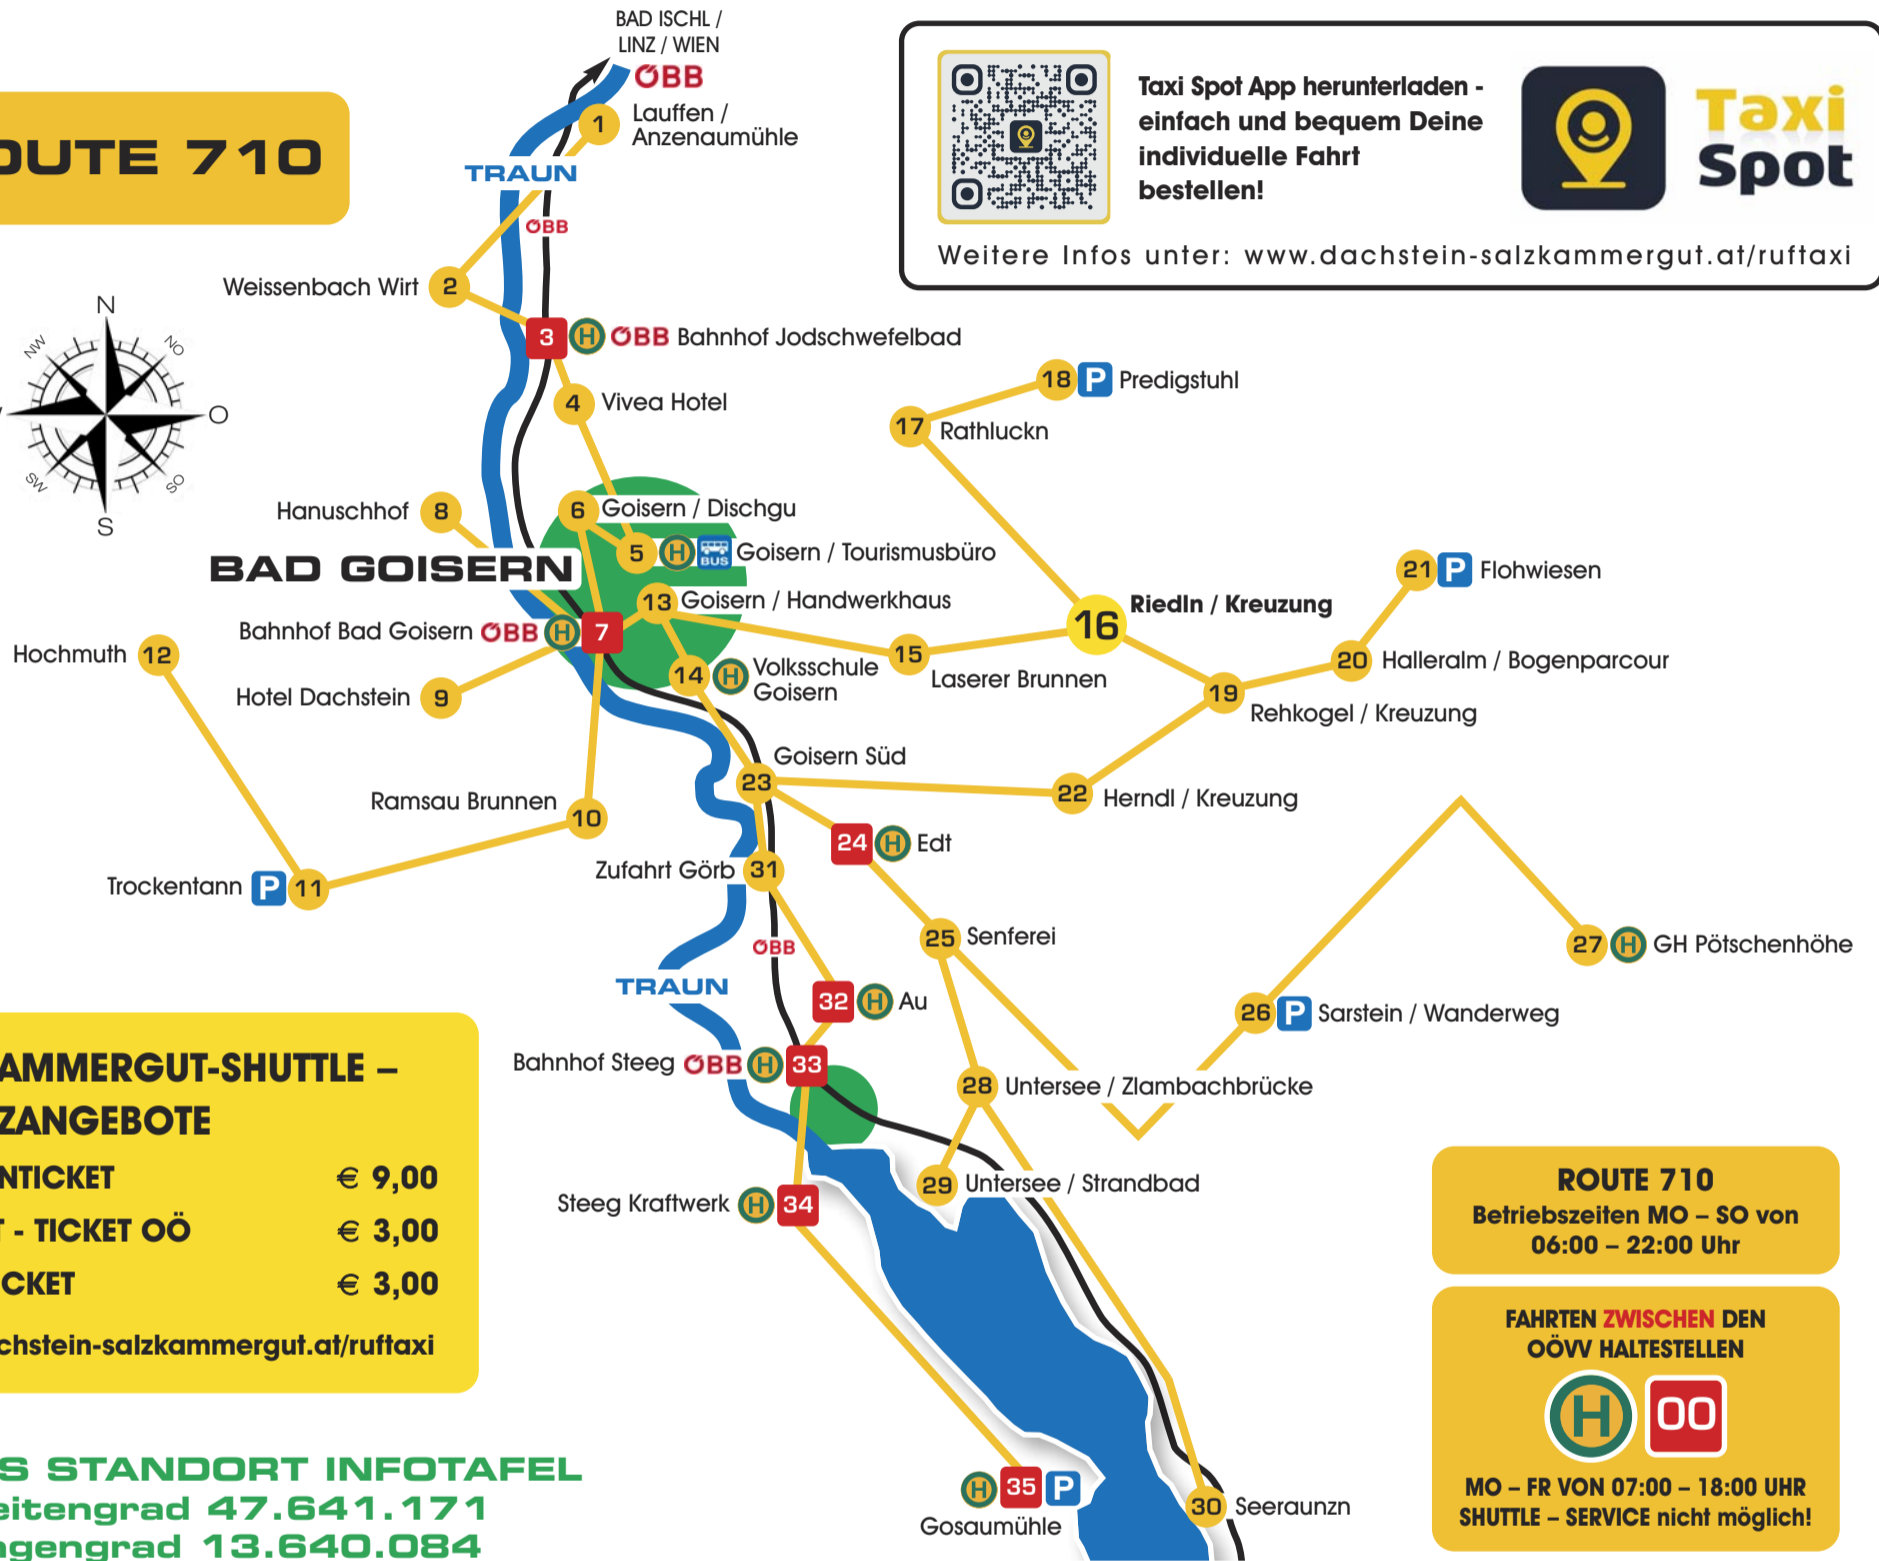 BAD ISCHL /
LINZ / WIEN
ÖBB
1
Lauffen /
Anzenaumühle
OUTE 710
TRAUN
ÖBB
Taxi Spot App herunterladen -
einfach und bequem Deine
individuelle Fahrt
bestellen!
Taxi
Spot
Weitere Infos unter: www.dachstein-salzkammergut.at/ruftaxi
Weissenbach Wirt 2
3 H ÖBB Bahnhof Jodschwefelbad
N
NW
NO
O
SW
SO
S
4 Vivea Hotel
18 P Predigstuhl
17 Rathluckn
Hanuschhof 8
6 Goisern / Dischgu
5 H BUS Goisern / Tourismusbüro
BAD GOISERN
21 P Flohwiesen
13 Goisern / Handwerkhaus
16 Riedln / Kreuzung
Bahnhof Bad Goisern ÖBB H 7
Hochmuth 12
14 H Volksschule
Goisern
15
Laserer Brunnen
20 Halleralm / Bogenparcour
Hotel Dachstein 9
19
Rehkogel / Kreuzung
Goisern Süd
23
22 Herndl / Kreuzung
Ramsau Brunnen
10
24 H Edt
Zufahrt Görb 31
Trockentann P 11
25 Senferei
ÖBB
27 H GH Pötschenhöhe
TRAUN
32 H Au
26 P Sarstein / Wanderweg
Bahnhof Steeg ÖBB H 33
28 Untersee / Zlambachbrücke
29 Untersee / Strandbad
Steeg Kraftwerk H 34
AMMERGUT-SHUTTLE –
ZANGEBOTE
NTICKET € 9,00
T - TICKET OÖ € 3,00
CKET € 3,00
chstein-salzkammergut.at/ruftaxi
ROUTE 710
Betriebszeiten MO – SO von
06:00 – 22:00 Uhr
FAHRTEN ZWISCHEN DEN
OÖVV HALTESTELLEN
H 00
MO – FR VON 07:00 – 18:00 UHR
SHUTTLE – SERVICE nicht möglich!
S STANDORT INFOTAFEL
eitengrad 47.641.171
ngengrad 13.640.084
H 35 P
Gosaumühle
30 Seeraunzn